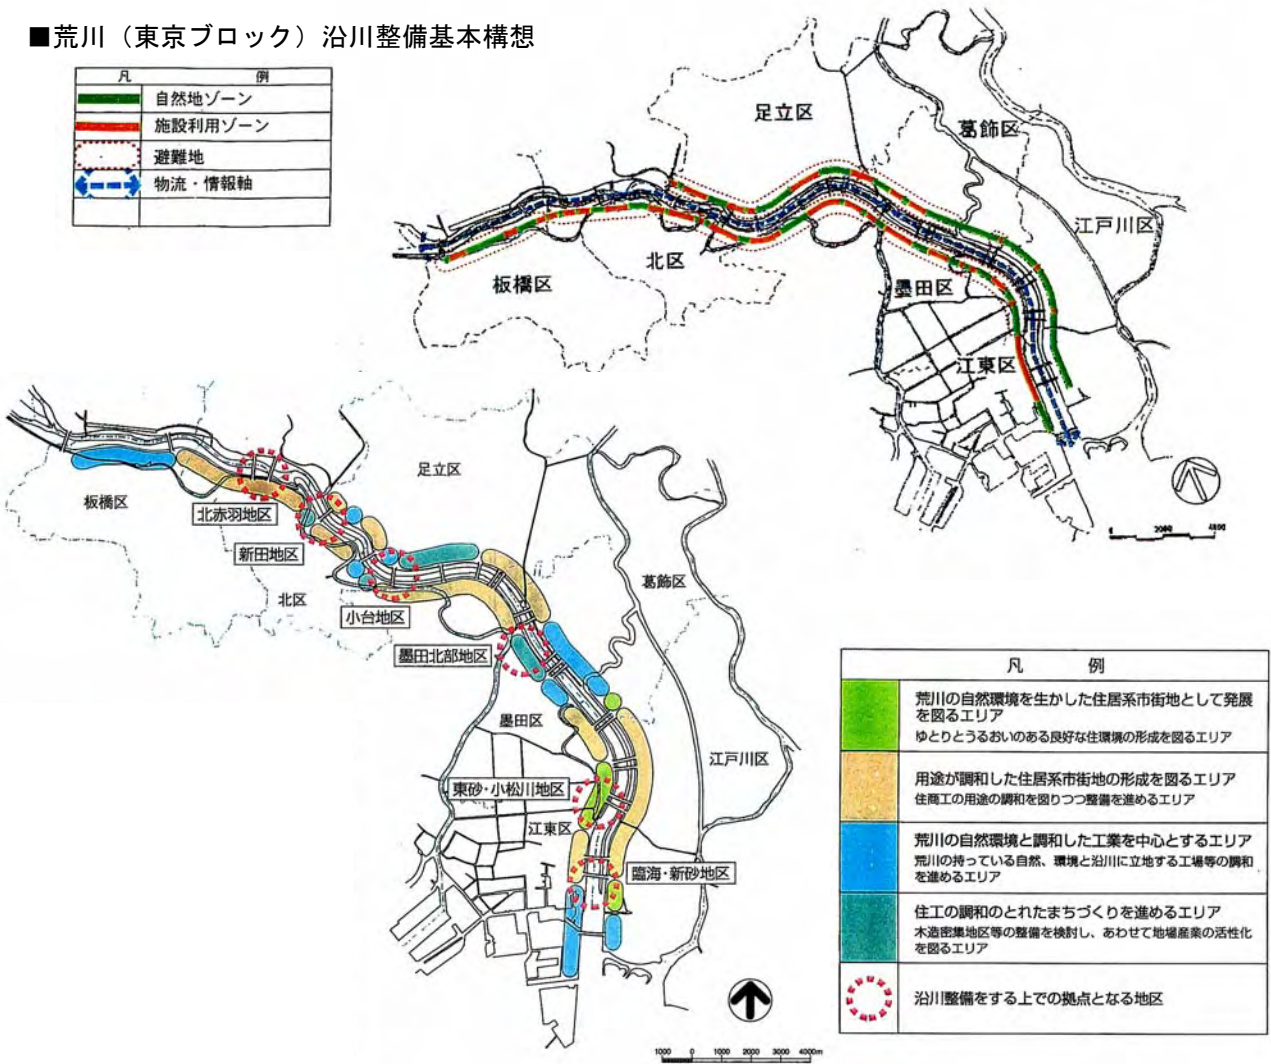 ■荒川（東京ブロック）沿川整備基本構想
凡 例
自然地ゾーン
施設利用ゾーン
避難地
物流・情報軸
足立区
葛飾区
江戸川区
北区
板橋区
墨田区
江東区
0 2000 4000
足立区
板橋区
北赤羽地区
新田地区
北区
小台地区
葛飾区
墨田北部地区
墨田区
江戸川区
東砂・小松川地区
江東区
臨海・新砂地区
1000 0 1000 2000 3000 4000m
凡 例
荒川の自然環境を生かした住居系市街地として発展
を図るエリア
ゆとりとうるおいのある良好な住環境の形成を図るエリア
用途が調和した住居系市街地の形成を図るエリア
住商工の用途の調和を図りつつ整備を進めるエリア
荒川の自然環境と調和した工業を中心とするエリア
荒川の持っている自然、環境と沿川に立地する工場等の調和
を進めるエリア
住工の調和のとれたまちづくりを進めるエリア
木造密集地区等の整備を検討し、あわせて地場産業の活性化
を図るエリア
沿川整備をする上での拠点となる地区